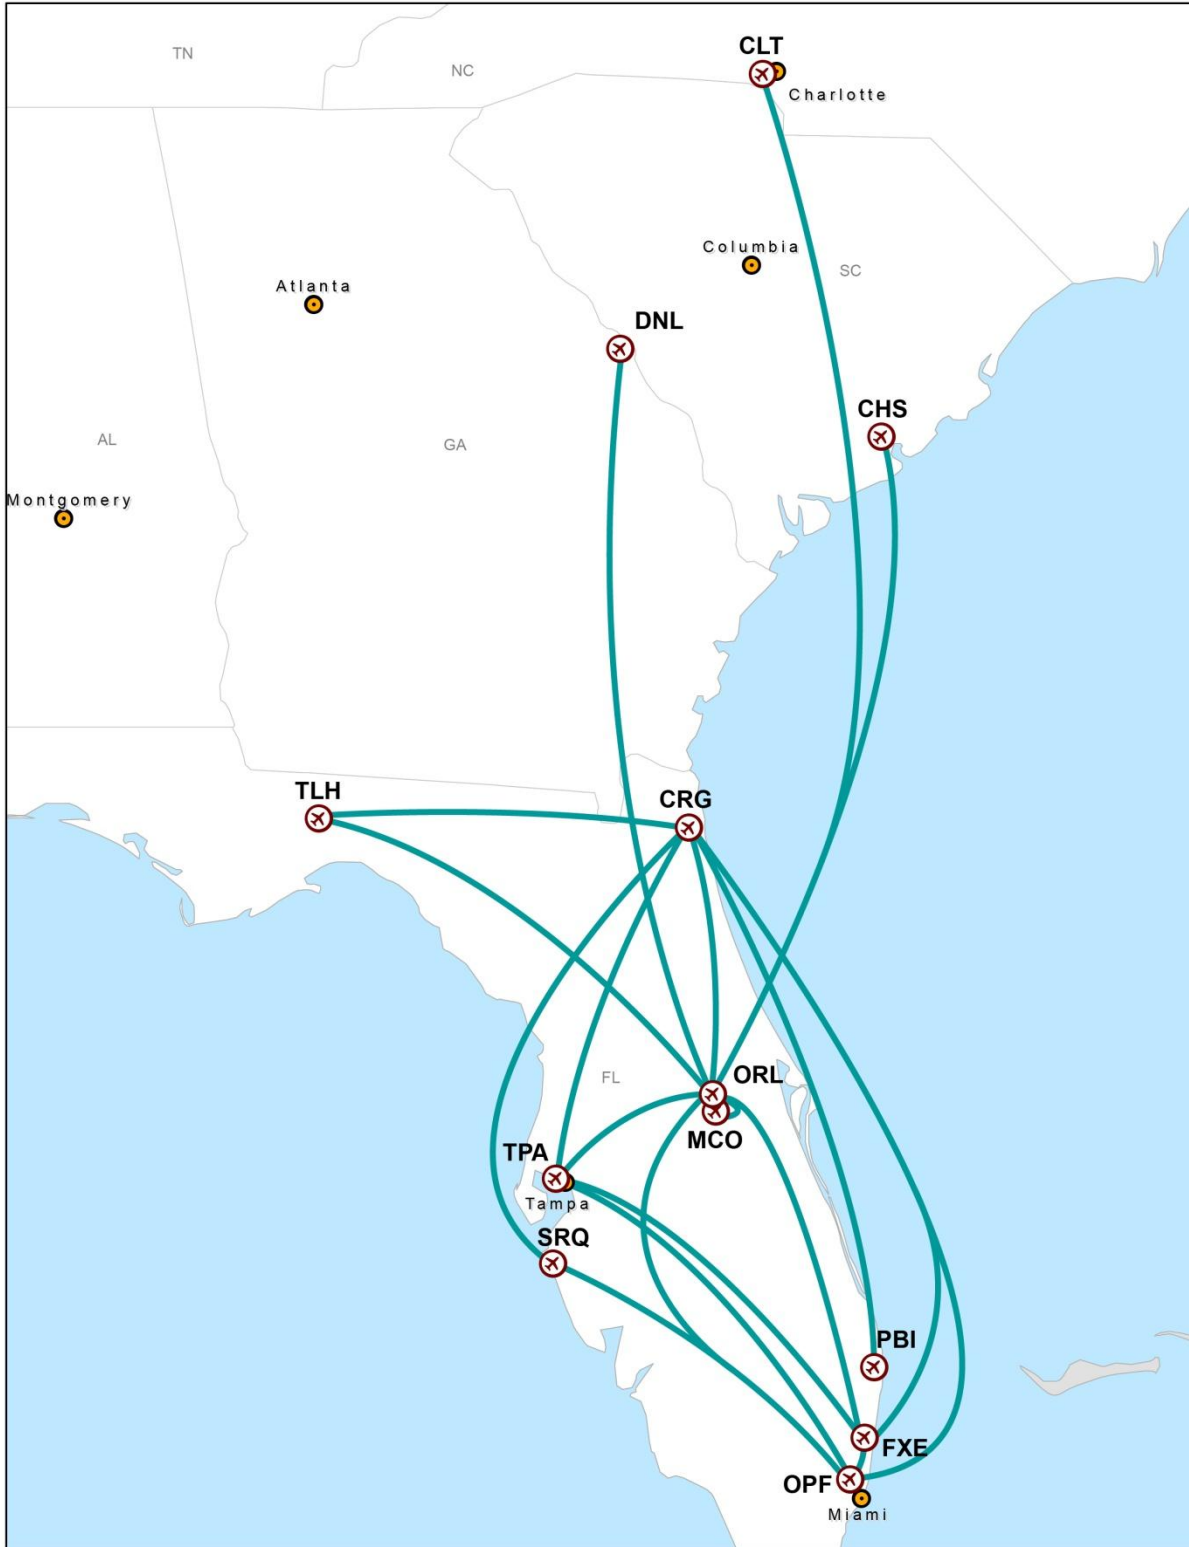 CLT
TN
NC
Charlotte
Columbia
SC
Atlanta
DNL
CHS
AL
GA
Montgomery
TLH
CRG
FL
ORL
MCO
TPA
Tampa
SRQ
PBI
FXE
OPF
Miami